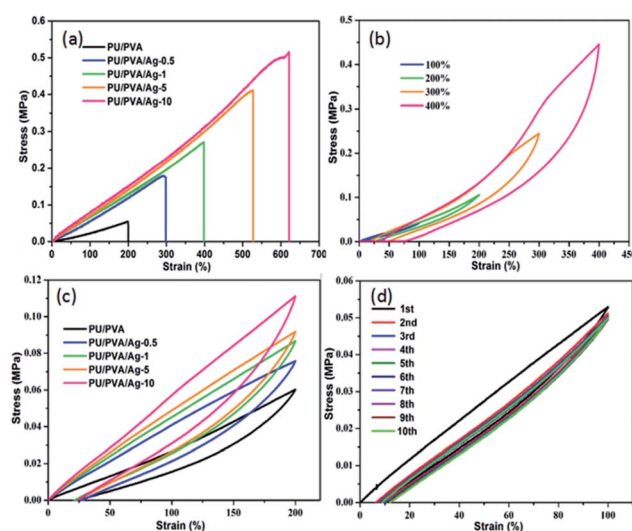 (a)
PU/PVA
PU/PVA/Ag-0.5
PU/PVA/Ag-1
PU/PVA/Ag-5
PU/PVA/Ag-10
Stress (MPa)
0.6
0.5
0.4
0.3
0.2
0.1
0.0
0 100 200 300 400 500 600 700
Strain (%)
(b)
100%
200%
300%
400%
Stress (MPa)
0.5
0.4
0.3
0.2
0.1
0.0
0 50 100 150 200 250 300 350 400 450
Strain (%)
(c)
PU/PVA
PU/PVA/Ag-0.5
PU/PVA/Ag-1
PU/PVA/Ag-5
PU/PVA/Ag-10
Stress (MPa)
0.12
0.10
0.08
0.06
0.04
0.02
0.00
0 50 100 150 200
Strain (%)
(d)
1st
2nd
3rd
4th
5th
6th
7th
8th
9th
10th
Stress (MPa)
0.06
0.05
0.04
0.03
0.02
0.01
0.00
0 20 40 60 80 100
Strain (%)